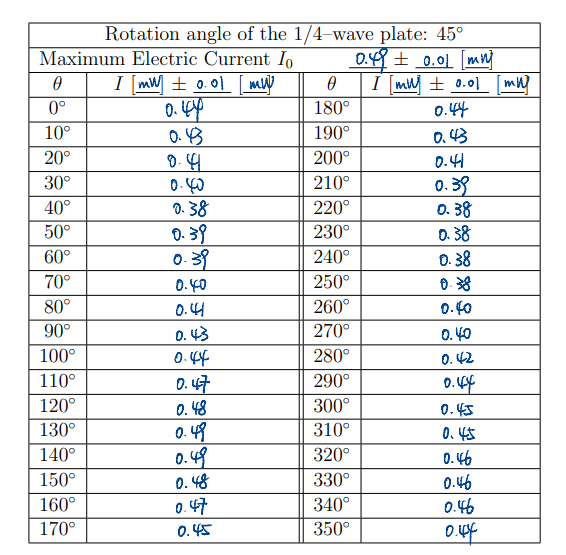 Rotation angle of the 1/4–wave plate: 45°
Maximum Electric Current I₀ 0.49 ± 0.01 [mW]
θ I [mW] ± 0.01 [mW] θ I [mW] ± 0.01 [mW]
0° 0.44 180° 0.44
10° 0.43 190° 0.43
20° 0.41 200° 0.41
30° 0.40 210° 0.39
40° 0.38 220° 0.38
50° 0.39 230° 0.38
60° 0.39 240° 0.38
70° 0.40 250° 0.38
80° 0.41 260° 0.40
90° 0.43 270° 0.40
100° 0.44 280° 0.42
110° 0.47 290° 0.44
120° 0.48 300° 0.45
130° 0.49 310° 0.45
140° 0.49 320° 0.46
150° 0.48 330° 0.46
160° 0.47 340° 0.46
170° 0.45 350° 0.44